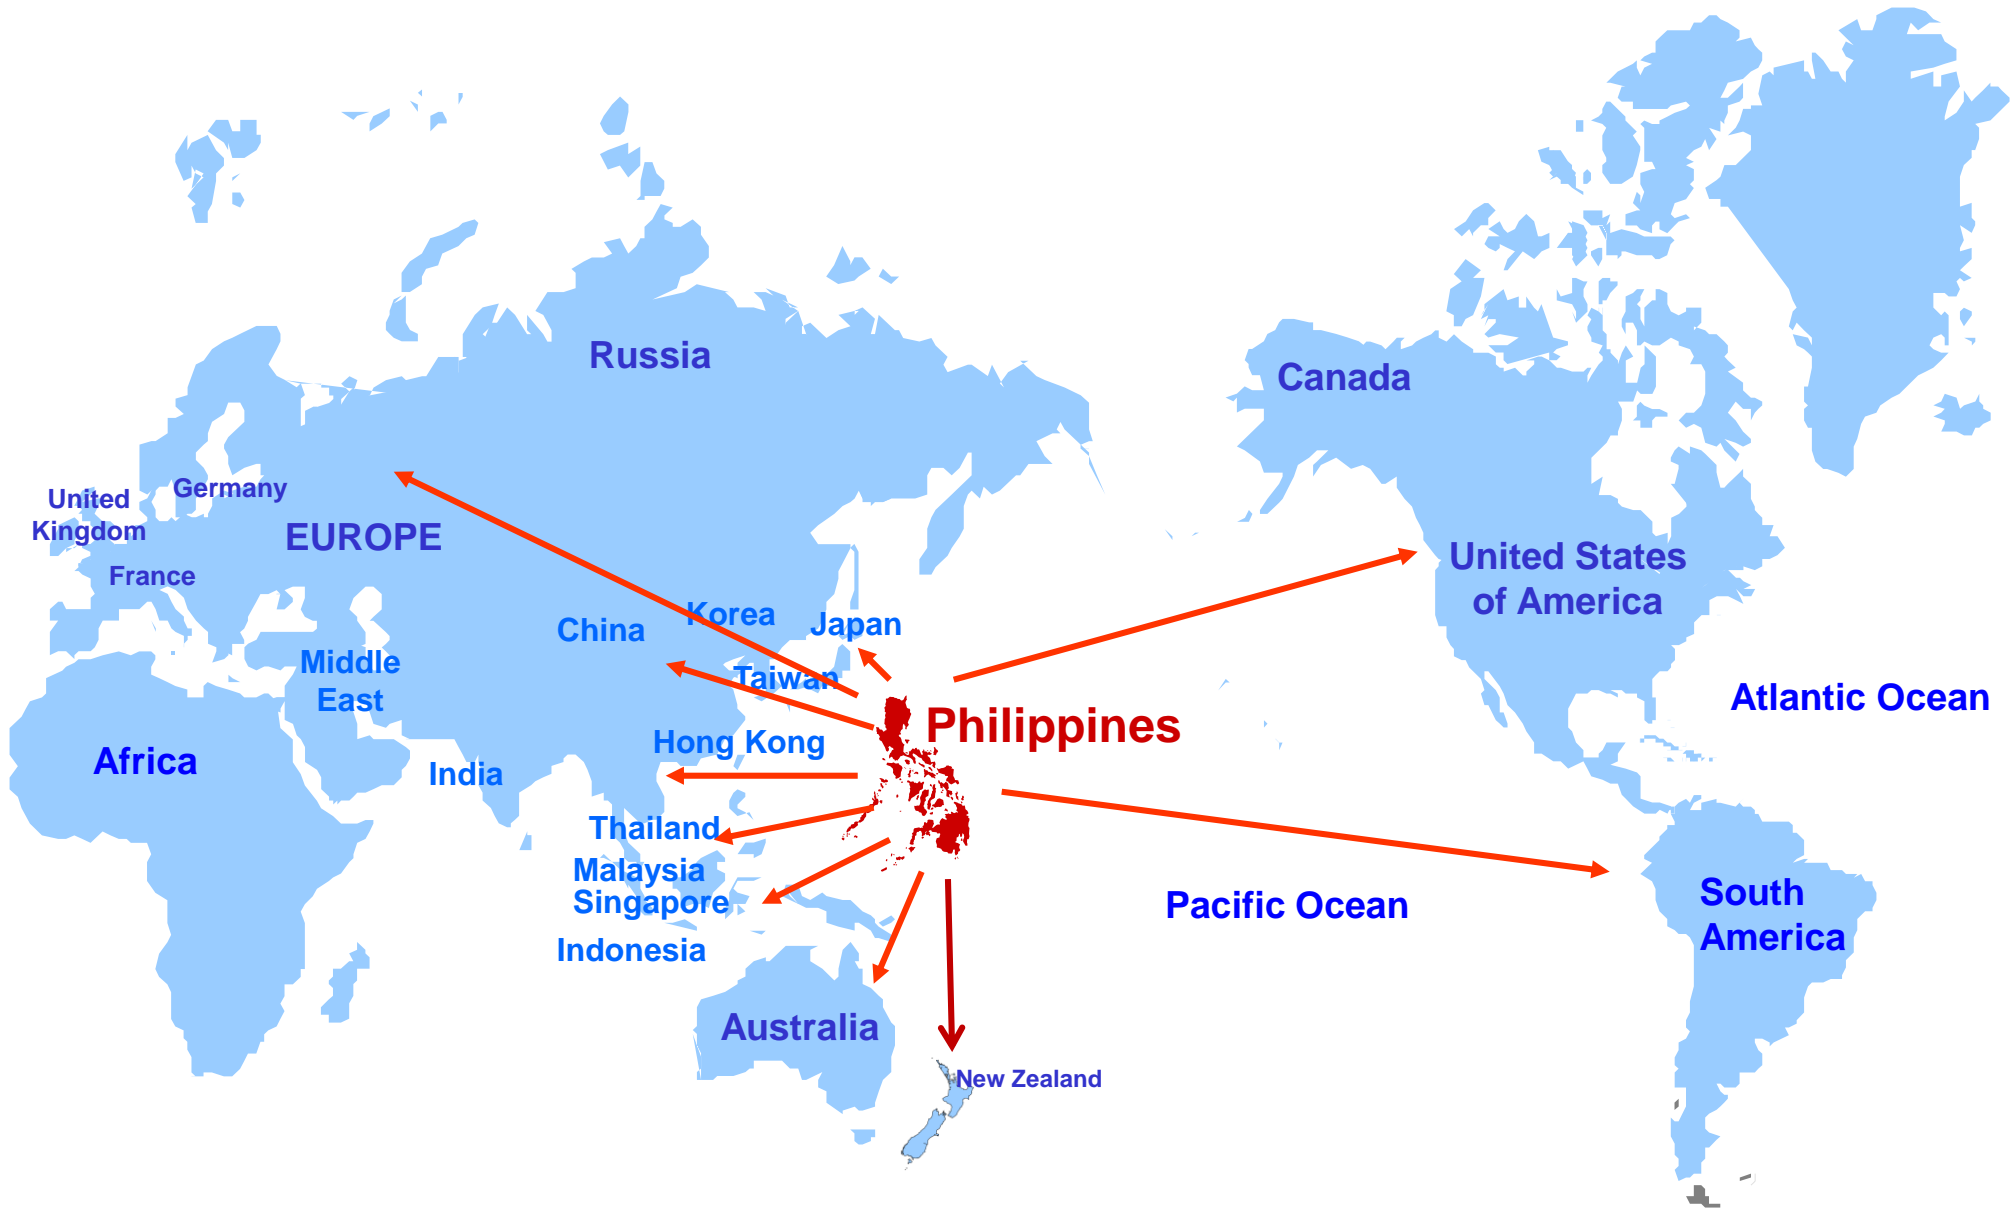 Russia
Canada
United
Kingdom
Germany
EUROPE
France
United States
of America
China
Korea
Japan
Middle
East
Taiwan
Atlantic Ocean
Philippines
Hong Kong
Africa
India
Thailand
Malaysia
Singapore
Indonesia
Pacific Ocean
South
America
Australia
New Zealand